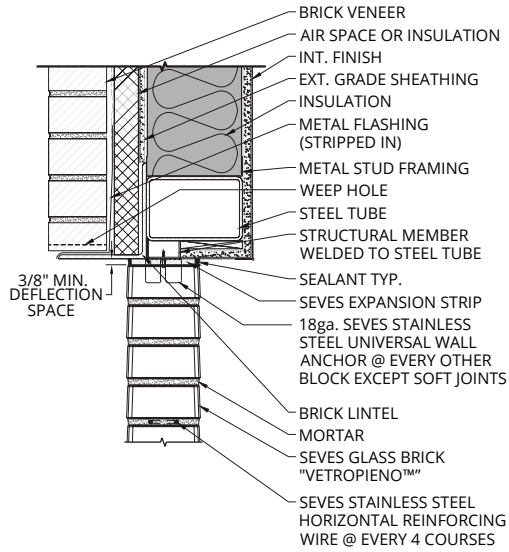 BRICK VENEER
AIR SPACE OR INSULATION
INT. FINISH
EXT. GRADE SHEATHING
INSULATION
METAL FLASHING
(STRIPPED IN)
METAL STUD FRAMING
WEEP HOLE
STEEL TUBE
STRUCTURAL MEMBER
WELDED TO STEEL TUBE
SEALANT TYP.
3/8" MIN.
DEFLECTION
SPACE
SEVES EXPANSION STRIP
18ga. SEVES STAINLESS
STEEL UNIVERSAL WALL
ANCHOR @ EVERY OTHER
BLOCK EXCEPT SOFT JOINTS
BRICK LINTEL
MORTAR
SEVES GLASS BRICK
"VETROPIENO™”
SEVES STAINLESS STEEL
HORIZONTAL REINFORCING
WIRE @ EVERY 4 COURSES